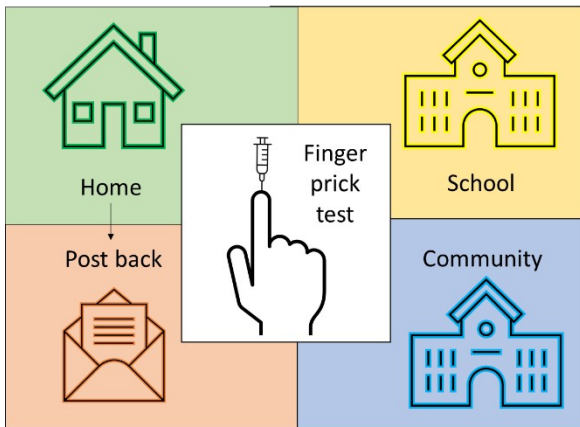 Home
Post back
Finger
prick
test
School
Community